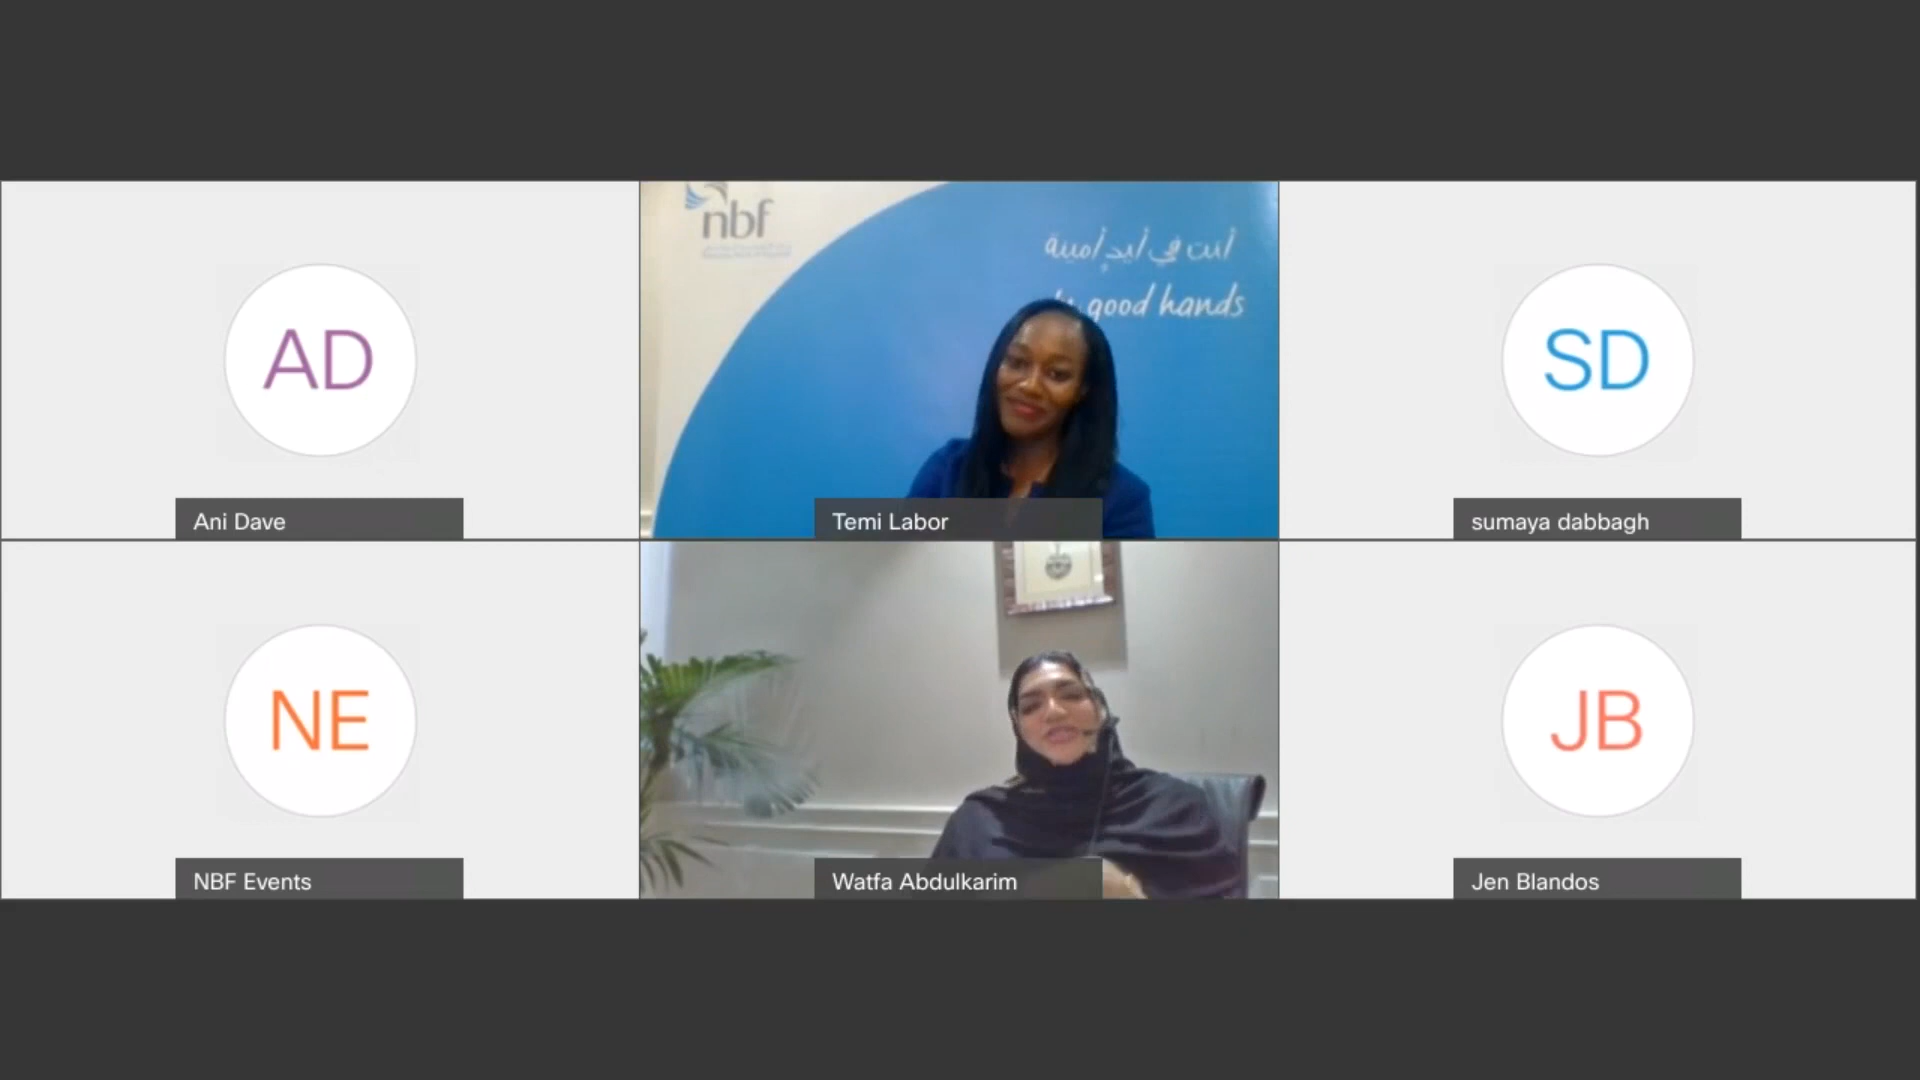 AD
Ani Dave
nbf
أنت في أيدٍ أمينة
good hands
Temi Labor
SD
sumaya dabbagh
NE
NBF Events
Watfa Abdulkarim
JB
Jen Blandos